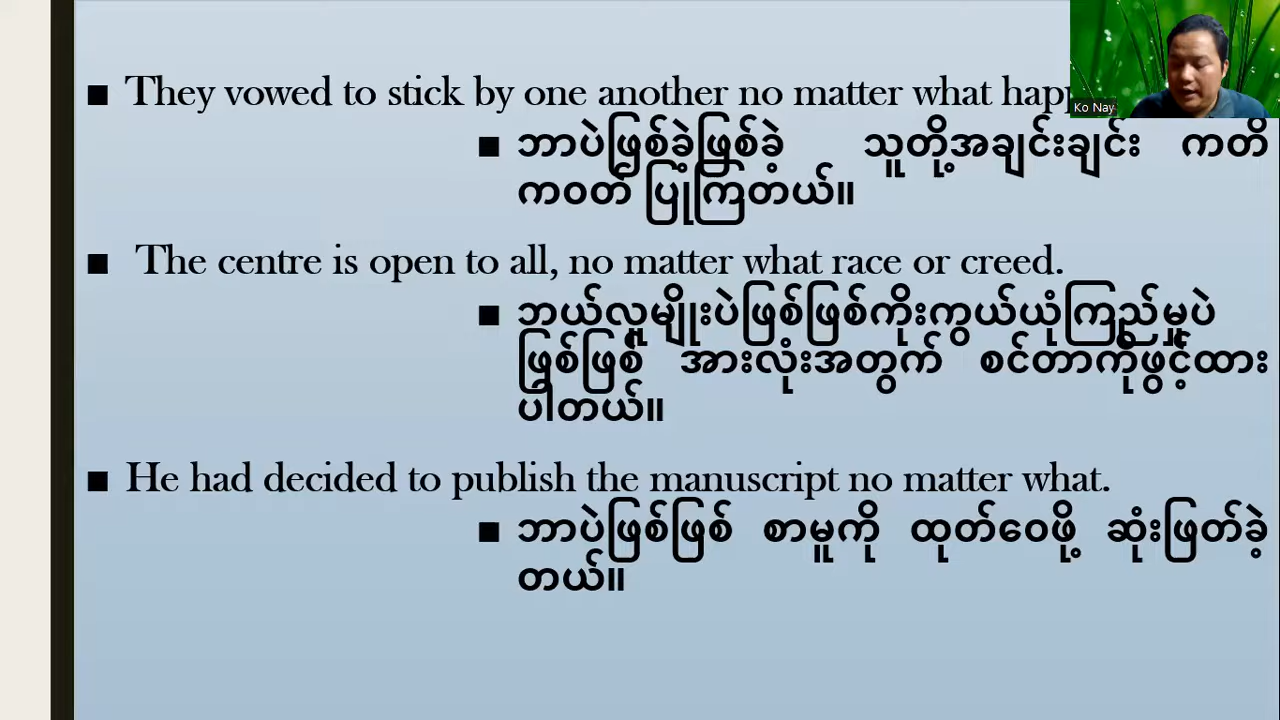 They vowed to stick by one another no matter what
Ko Nay
ဘာပဲဖြစ်ခဲ့ဖြစ်ခဲ့ သူတို့အချင်းချင်း ကတိ
ကဝတ် ပြုကြတယ်။
The centre is open to all, no matter what race or creed.
ဘယ်လူမျိုးပဲဖြစ်ဖြစ်ကိုးကွယ်ယုံကြည်မှုပဲ
ဖြစ်ဖြစ် အားလုံးအတွက် စင်တာကိုဖွင့်ထား
ပါတယ်။
He had decided to publish the manuscript no matter what.
ဘာပဲဖြစ်ဖြစ် စာမူကို ထုတ်ဝေဖို့ ဆုံးဖြတ်ခဲ့
တယ်။